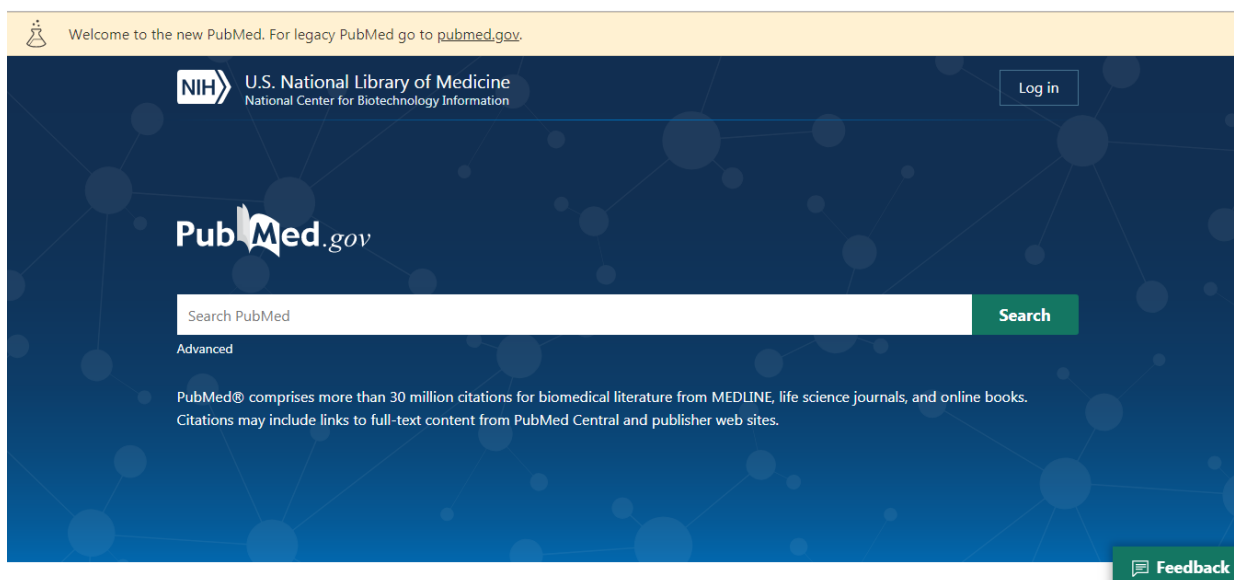 Welcome to the new PubMed. For legacy PubMed go to pubmed.gov.
NIH
U.S. National Library of Medicine
National Center for Biotechnology Information
Log in
PubMed.gov
Search PubMed
Search
Advanced
PubMed® comprises more than 30 million citations for biomedical literature from MEDLINE, life science journals, and online books.
Citations may include links to full-text content from PubMed Central and publisher web sites.
Feedback